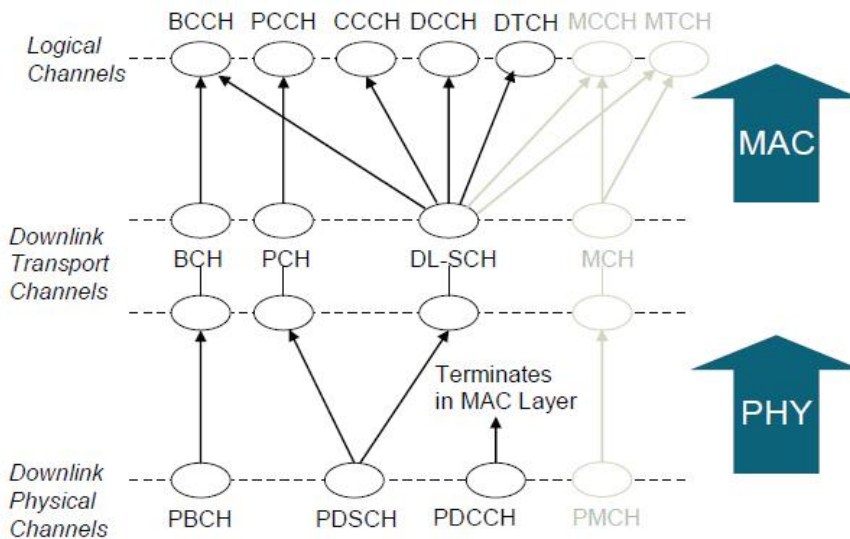 BCCH PCCH CCCH DCCH DTCH MCCH MTCH
Logical
Channels
MAC
Downlink
Transport
Channels
BCH PCH DL-SCH MCH
Terminates
in MAC Layer
PHY
Downlink
Physical
Channels
PBCH PDSCH PDCCH PMCH